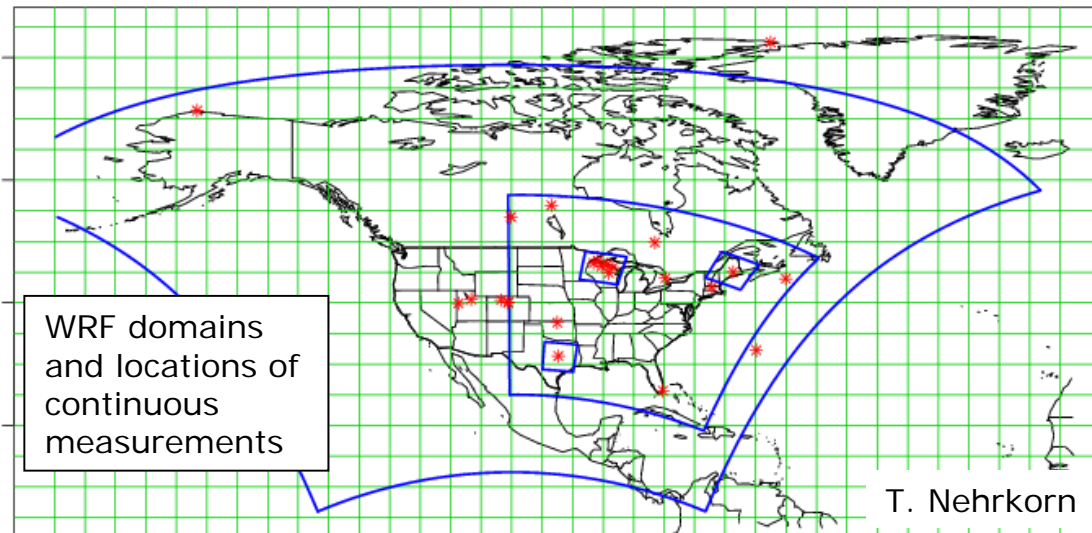 WRF domains
and locations of
continuous
measurements
T. Nehrkorn